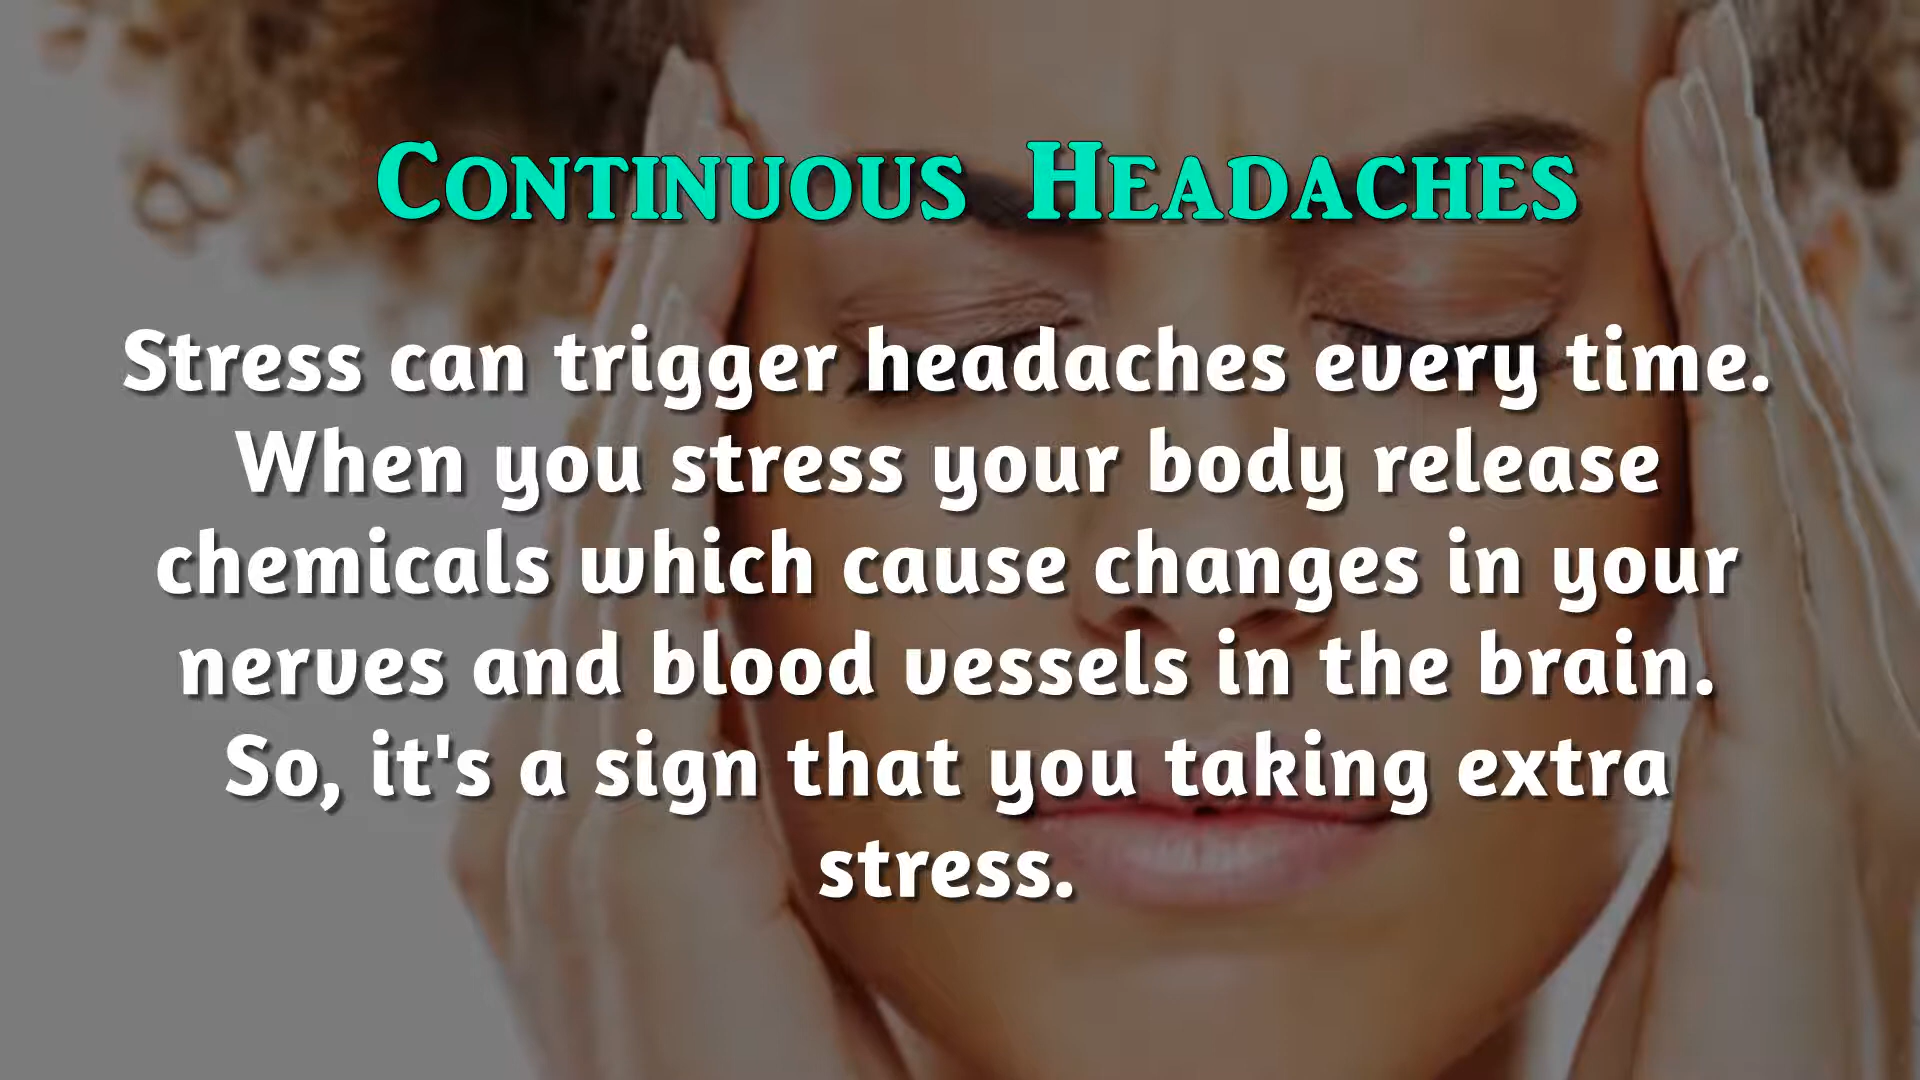 Continuous Headaches
Stress can trigger headaches every time.
When you stress your body release
chemicals which cause changes in your
nerves and blood vessels in the brain.
So, it's a sign that you taking extra
stress.